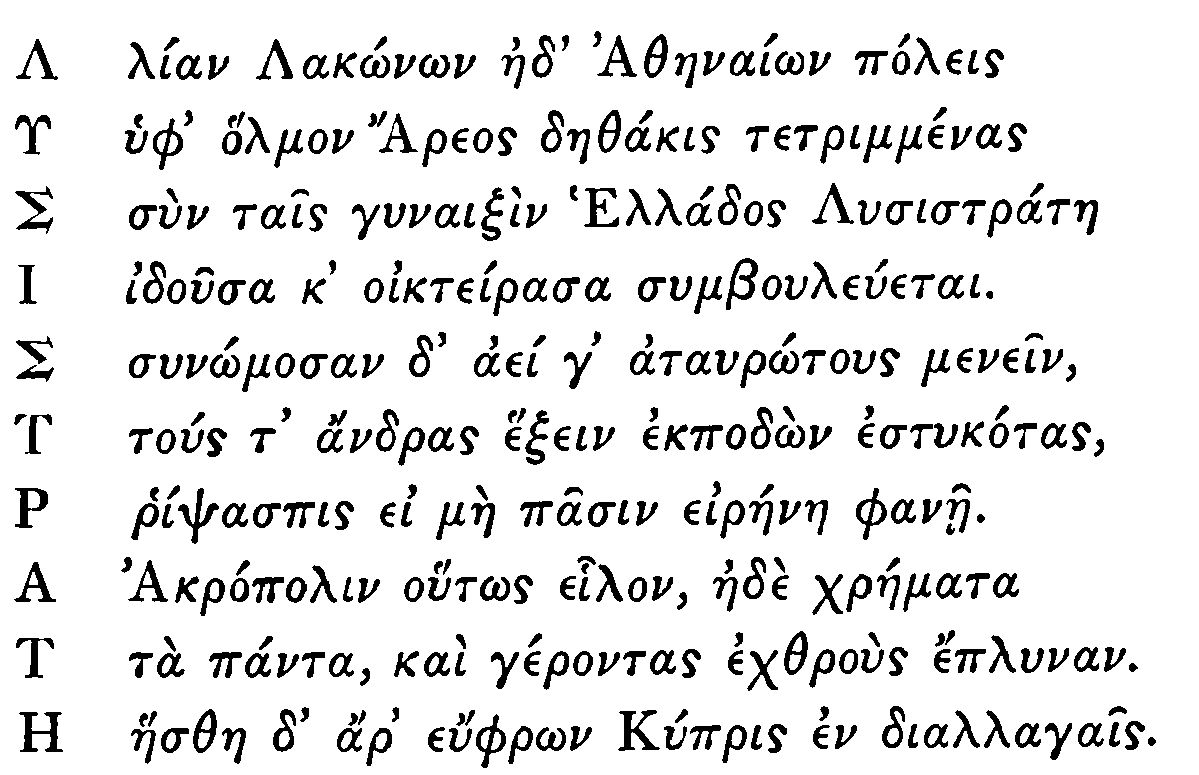 Λ λίαν Λακώνων ἠδ’ Ἀθηναίων πόλεις
Υ ὑφ’ ὅλμον Ἄρεος δηθάκις τετριμμένας
Σ σὺν ταῖς γυναιξὶν Ἑλλάδος Λυσιστράτη
Ι ἰδοῦσα κ’ οἰκτείρασα συμβουλεύεται.
Σ συνώμοσαν δ’ ἀεί γ’ ἀταυρώτους μενεῖν,
Τ τούς τ’ ἄνδρας ἕξειν ἐκποδὼν ἐστυκότας,
Ρ ῥίψασπις εἰ μὴ πᾶσιν εἰρήνη φανῇ.
Α Ἀκρόπολιν οὕτως εἷλον, ἠδὲ χρήματα
Τ τὰ πάντα, καὶ γέροντας ἐχθροὺς ἔπλυναν.
Η ἥσθη δ’ ἄρ’ εὔφρων Κύπρις ἐν διαλλαγαῖς.